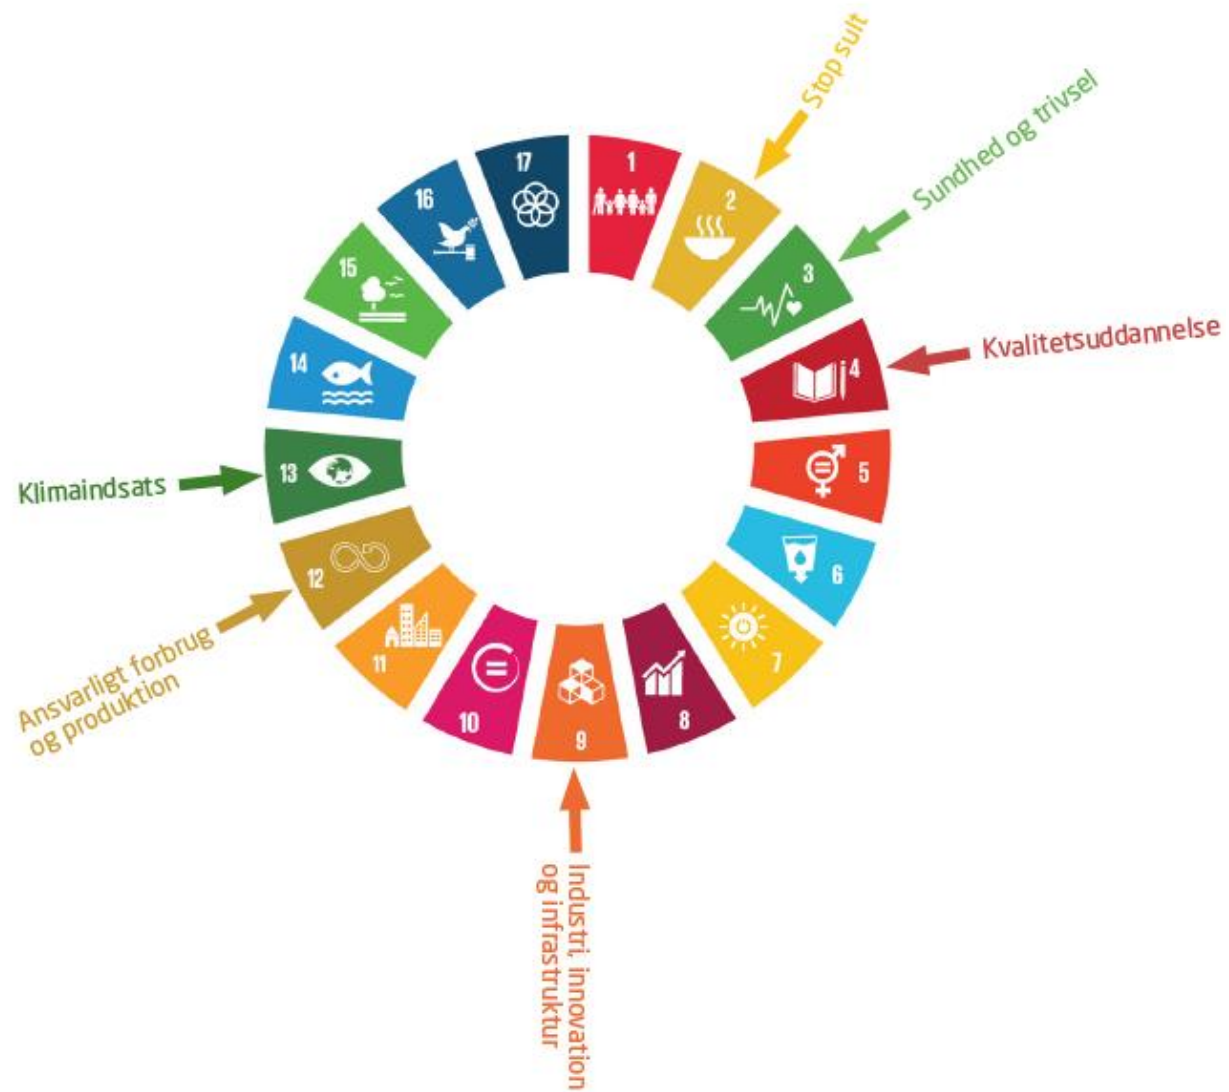 Stop sult
Sundhed og trivsel
Kvalitetsuddannelse
Klimaindsats
Ansvarligt forbrug
og produktion
Industri, innovation
og infrastruktur
1
2
3
4
5
6
7
8
9
10
11
12
13
14
15
16
17